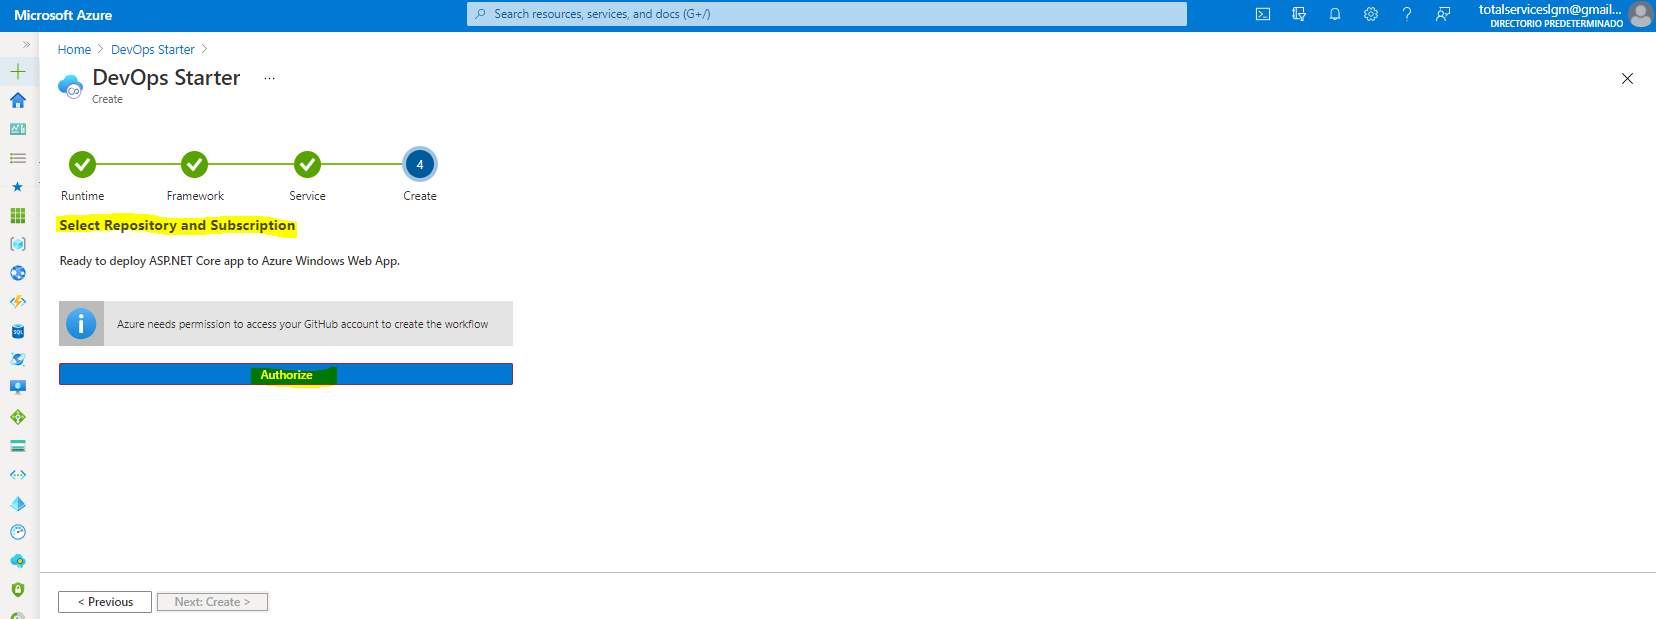 Microsoft Azure
Search resources, services, and docs (G+/)
totalserviceslgm@gmail...
DIRECTORIO PREDETERMINADO
Home > DevOps Starter >
DevOps Starter ...
Create
4
Runtime Framework Service Create
Select Repository and Subscription
Ready to deploy ASP.NET Core app to Azure Windows Web App.
Azure needs permission to access your GitHub account to create the workflow
Authorize
< Previous Next: Create >